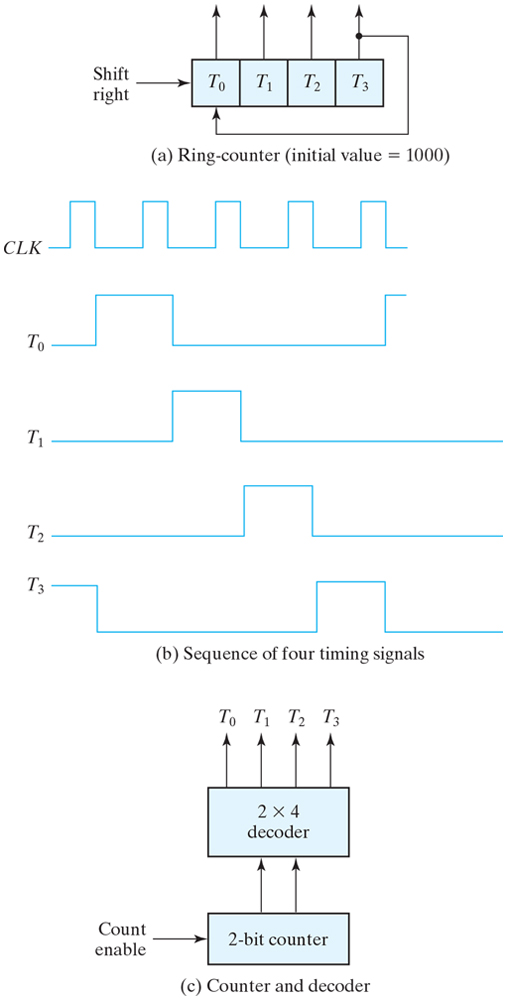 Shift
right
T0 T1 T2 T3
(a) Ring-counter (initial value = 1000)
CLK
T0
T1
T2
T3
(b) Sequence of four timing signals
T0 T1 T2 T3
2 × 4
decoder
Count
enable
2-bit counter
(c) Counter and decoder